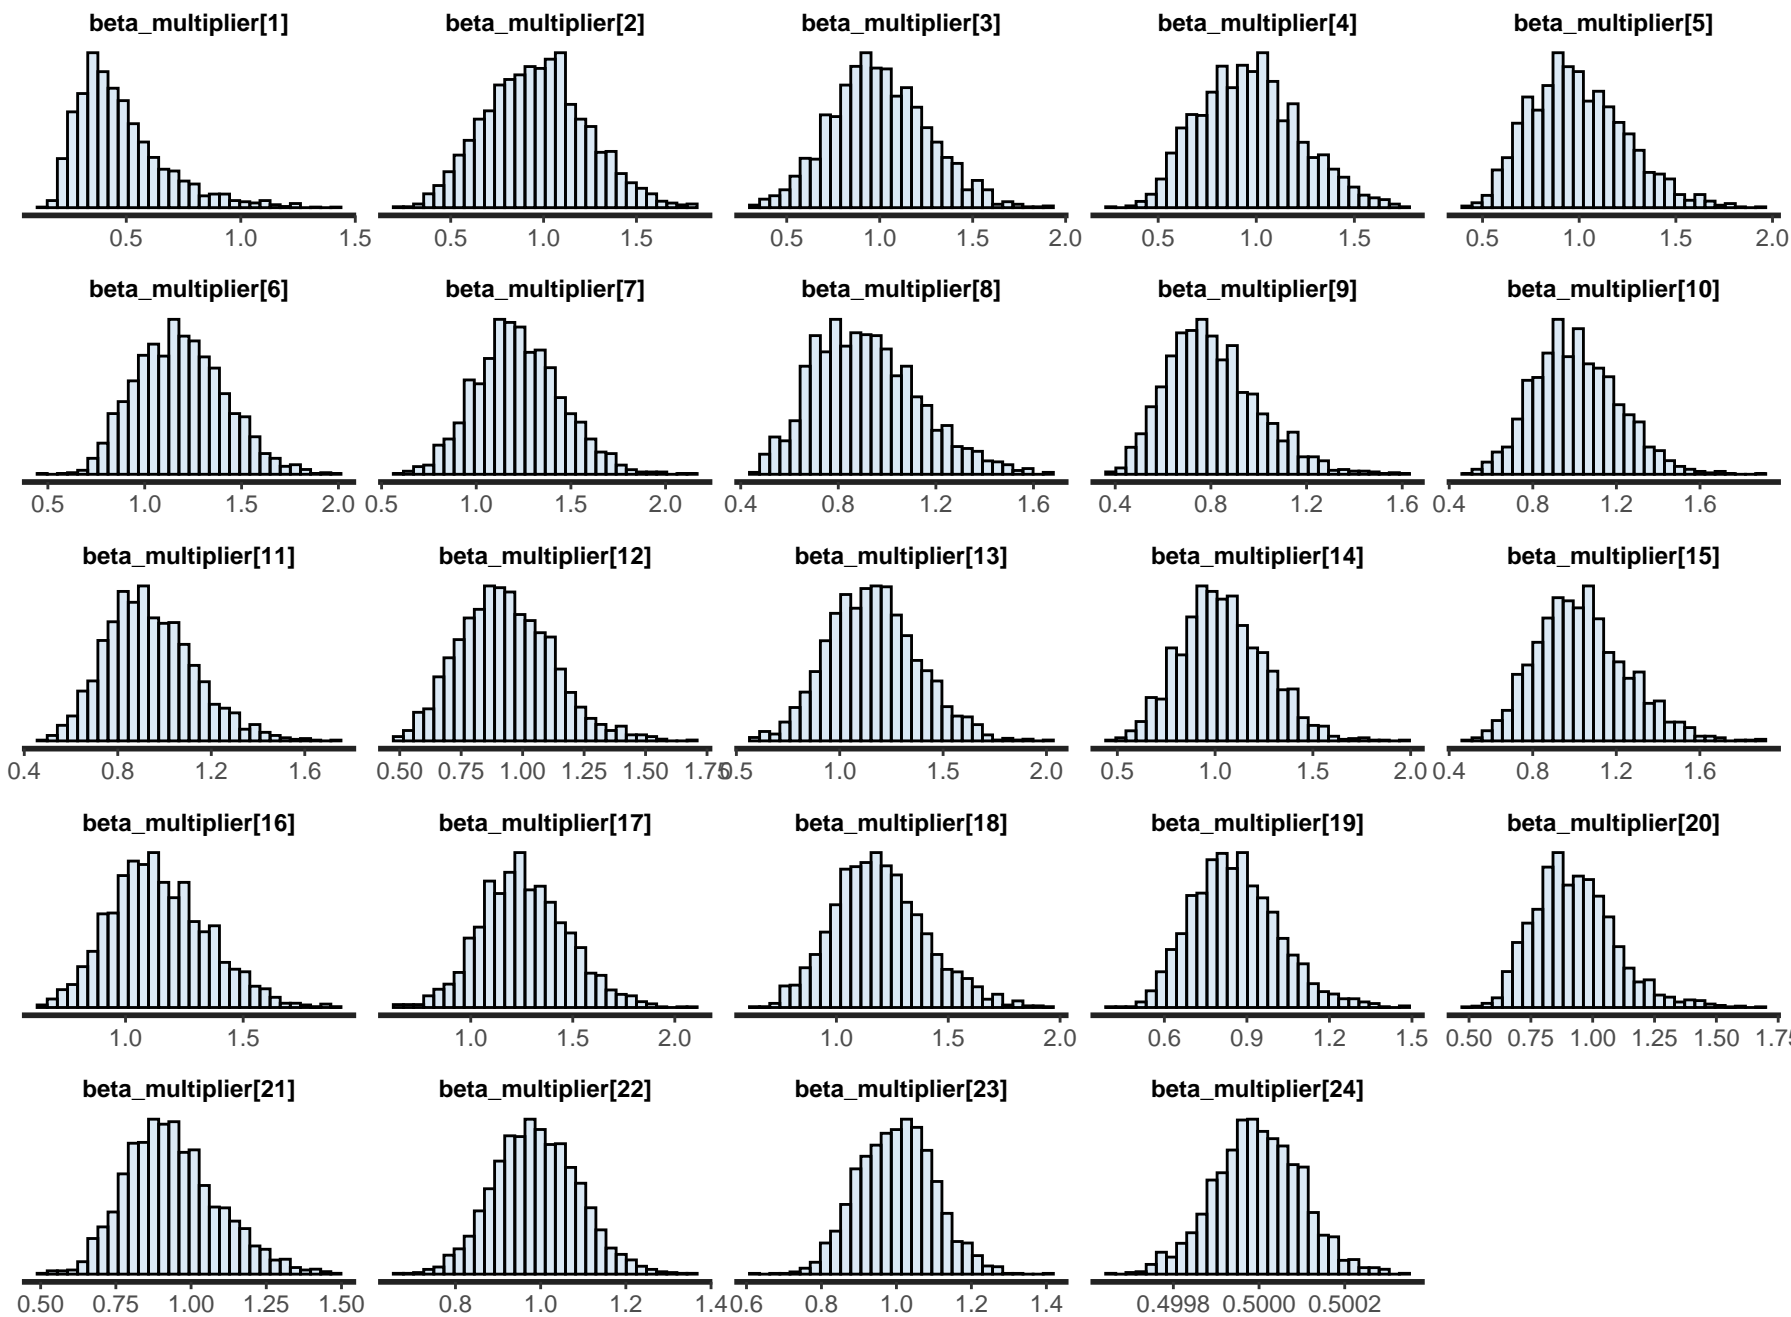 beta_multiplier[1] beta_multiplier[2] beta_multiplier[3] beta_multiplier[4] beta_multiplier[5]
0.5 1.0 1.5 0.5 1.0 1.5 0.5 1.0 1.5 2.0 0.5 1.0 1.5 0.5 1.0 1.5 2.0
beta_multiplier[6] beta_multiplier[7] beta_multiplier[8] beta_multiplier[9] beta_multiplier[10]
0.5 1.0 1.5 2.0 0.5 1.0 1.5 2.0 0.4 0.8 1.2 1.6 0.4 0.8 1.2 1.6 0.4 0.8 1.2 1.6
beta_multiplier[11] beta_multiplier[12] beta_multiplier[13] beta_multiplier[14] beta_multiplier[15]
0.4 0.8 1.2 1.6 0.50 0.75 1.00 1.25 1.50 1.75 0.5 1.0 1.5 2.0 0.5 1.0 1.5 2.0 0.4 0.8 1.2 1.6
beta_multiplier[16] beta_multiplier[17] beta_multiplier[18] beta_multiplier[19] beta_multiplier[20]
1.0 1.5 1.0 1.5 2.0 1.0 1.5 2.0 0.6 0.9 1.2 1.5 0.50 0.75 1.00 1.25 1.50 1.75
beta_multiplier[21] beta_multiplier[22] beta_multiplier[23] beta_multiplier[24]
0.50 0.75 1.00 1.25 1.50 0.8 1.0 1.2 1.4 0.6 0.8 1.0 1.2 1.4 0.4998 0.5000 0.5002